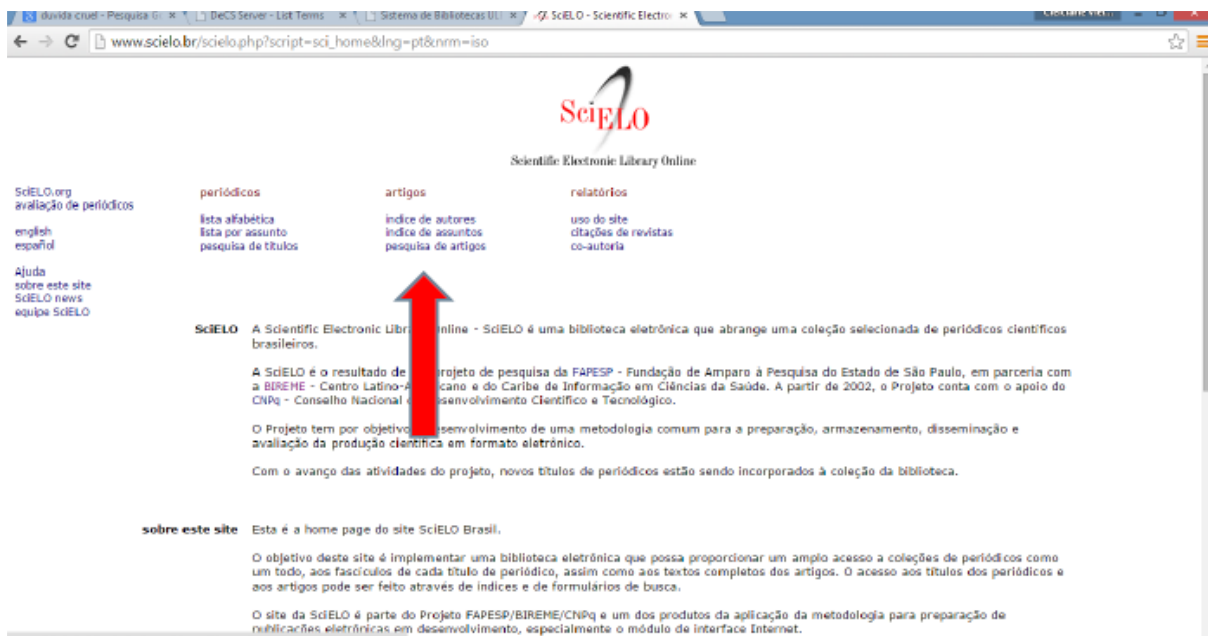 duvida cruel - Pesquisa G
DeCS Server - List Terms
Sistema de Bibliotecas U
SciELO - Scientific Electro
www.scielo.br/scielo.php?script=sci_home&lng=pt&nrm=iso
SciELO
Scientific Electronic Library Online
SciELO.org
avaliação de periódicos
english
español
Ajuda
sobre este site
SciELO news
equipe SciELO
periódicos
lista alfabética
lista por assunto
pesquisa de títulos
artigos
índice de autores
índice de assuntos
pesquisa de artigos
relatórios
uso do site
citações de revistas
co-autoria
SciELO
A Scientific Electronic Library Online - SciELO é uma biblioteca eletrônica que abrange uma coleção selecionada de periódicos científicos
brasileiros.
A SciELO é o resultado de projeto de pesquisa da FAPESP - Fundação de Amparo à Pesquisa do Estado de São Paulo, em parceria com
a BIREME - Centro Latino-Americano e do Caribe de Informação em Ciências da Saúde. A partir de 2002, o Projeto conta com o apoio do
CNPq - Conselho Nacional Desenvolvimento Científico e Tecnológico.
O Projeto tem por objetivo desenvolvimento de uma metodologia comum para a preparação, armazenamento, disseminação e
avaliação da produção científica em formato eletrônico.
Com o avanço das atividades do projeto, novos títulos de periódicos estão sendo incorporados à coleção da biblioteca.
sobre este site
Esta é a home page do site SciELO Brasil.
O objetivo deste site é implementar uma biblioteca eletrônica que possa proporcionar um amplo acesso a coleções de periódicos como
um todo, aos fascículos de cada título de periódico, assim como aos textos completos dos artigos. O acesso aos títulos dos periódicos e
aos artigos pode ser feito através de índices e de formulários de busca.
O site da SciELO é parte do Projeto FAPESP/BIREME/CNPq e um dos produtos da aplicação da metodologia para preparação de
publicações eletrônicas em desenvolvimento, especialmente o módulo de interface Internet.